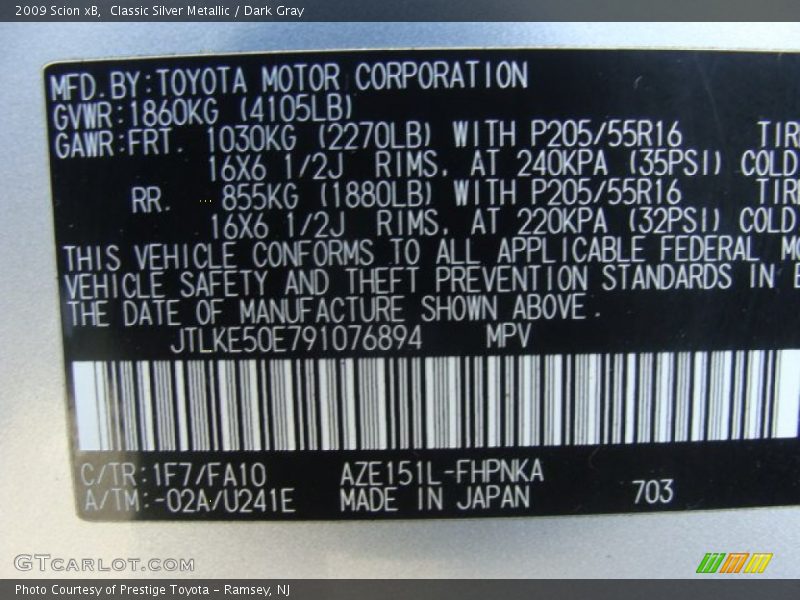 2009 Scion xB,  Classic Silver Metallic / Dark Gray
MFD.BY:TOYOTA MOTOR CORPORATION
GVWR:1860KG (4105LB)
GAWR:FRT. 1030KG (2270LB) WITH P205/55R16 TIR
16X6 1/2J RIMS. AT 240KPA (35PSI) COLD
RR. 855KG (1880LB) WITH P205/55R16 TIR
16X6 1/2J RIMS. AT 220KPA (32PSI) COLD
THIS VEHICLE CONFORMS TO ALL APPLICABLE FEDERAL MO
VEHICLE SAFETY AND THEFT PREVENTION STANDARDS IN E
THE DATE OF MANUFACTURE SHOWN ABOVE.
JTLKE50E791076894 MPV
C/TR:1F7/FA10 AZE151L-FHPNKA
A/TM:-02A/U241E MADE IN JAPAN 703
GTCARLOT.COM
Photo Courtesy of Prestige Toyota - Ramsey, NJ